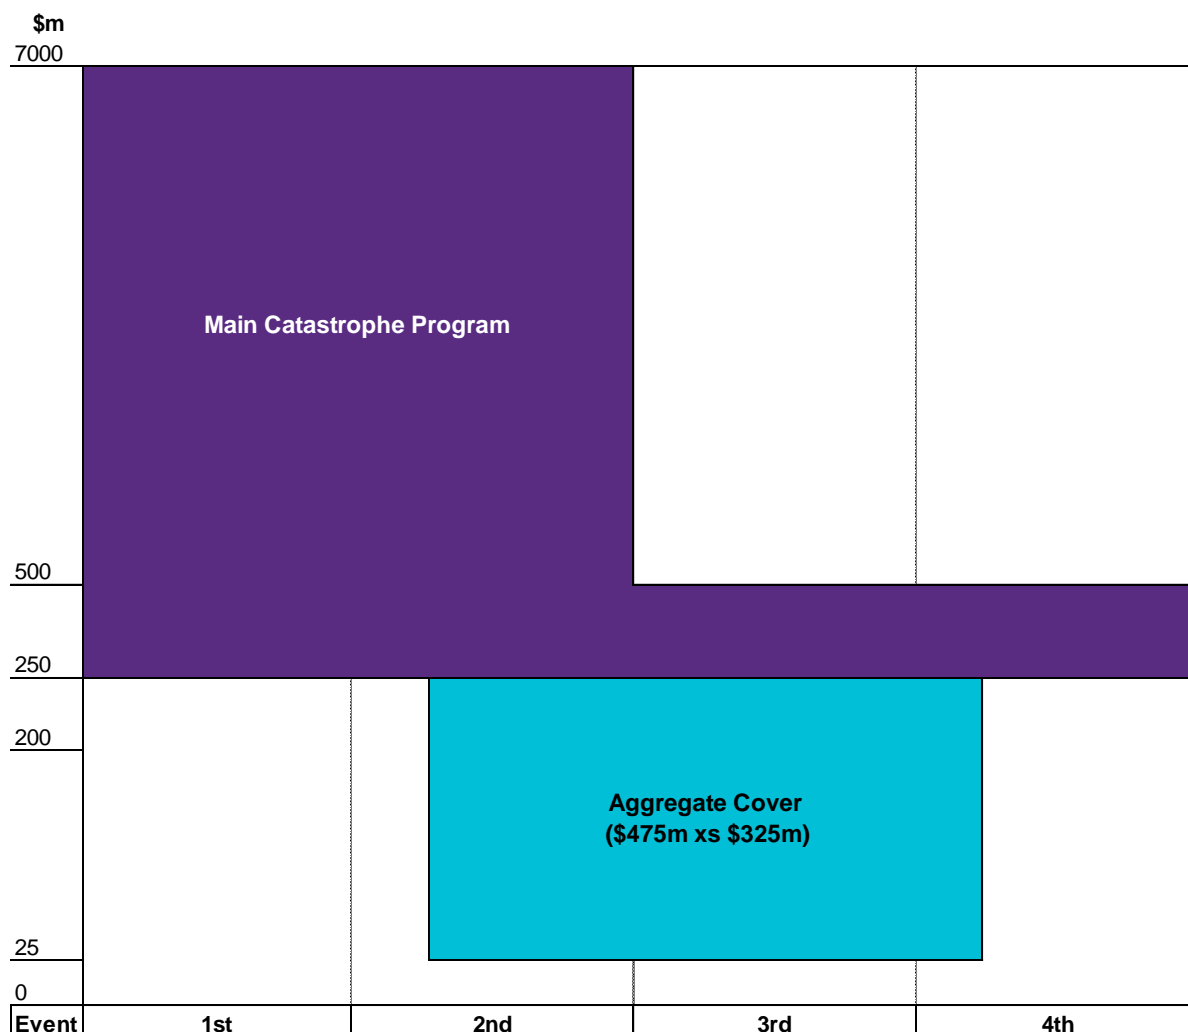 $m
7000
Main Catastrophe Program
500
250
200
Aggregate Cover
($475m xs $325m)
25
0
Event 1st 2nd 3rd 4th